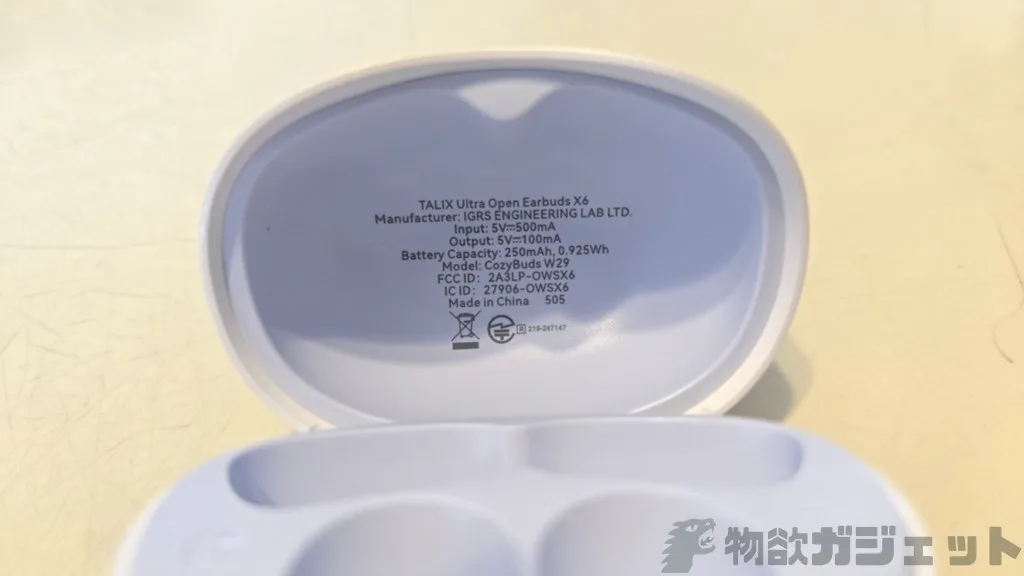 TALIX Ultra Open Earbuds X6
Manufacturer: IGRS ENGINEERING LAB LTD.
Input: 5V⎓500mA
Output: 5V⎓100mA
Battery Capacity: 250mAh, 0.925Wh
Model: CozyBuds W29
FCC ID: 2A3LP-OWSX6
IC ID: 27906-OWSX6
Made in China 505
R 219-247147
物欲ガジェット